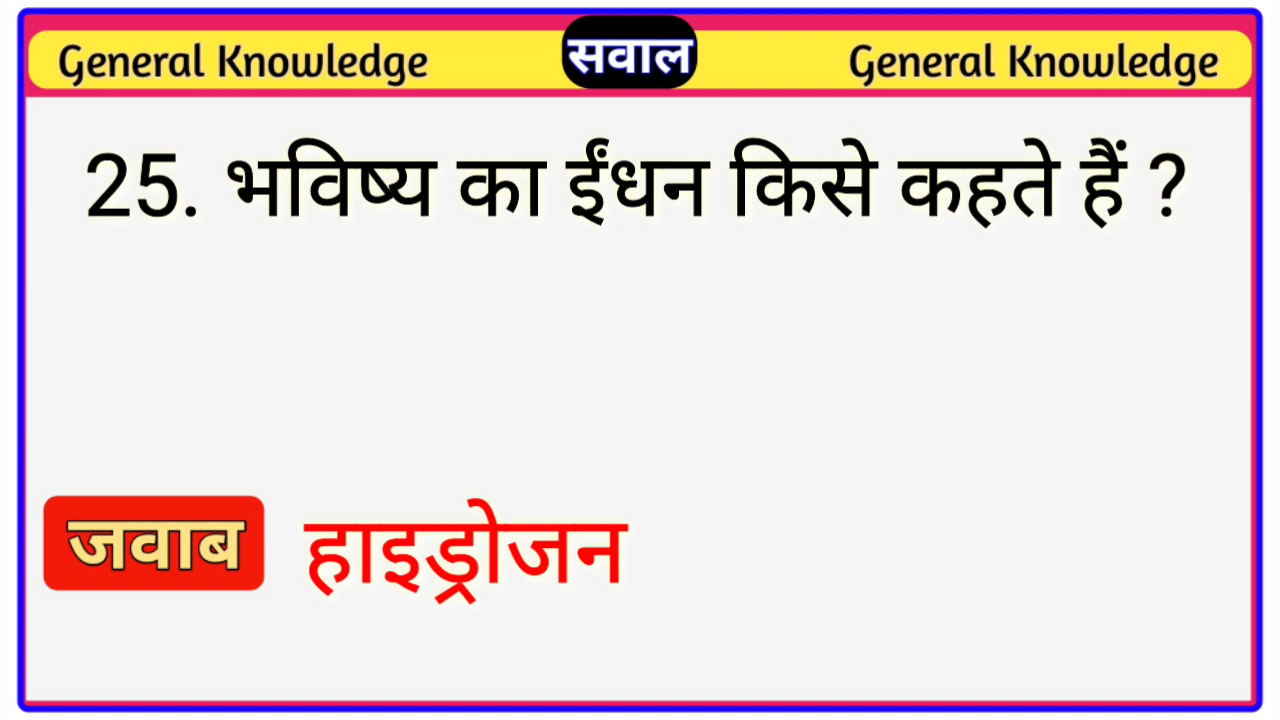 General Knowledge सवाल General Knowledge
25. भविष्य का ईंधन किसे कहते हैं ?
जवाब हाइड्रोजन